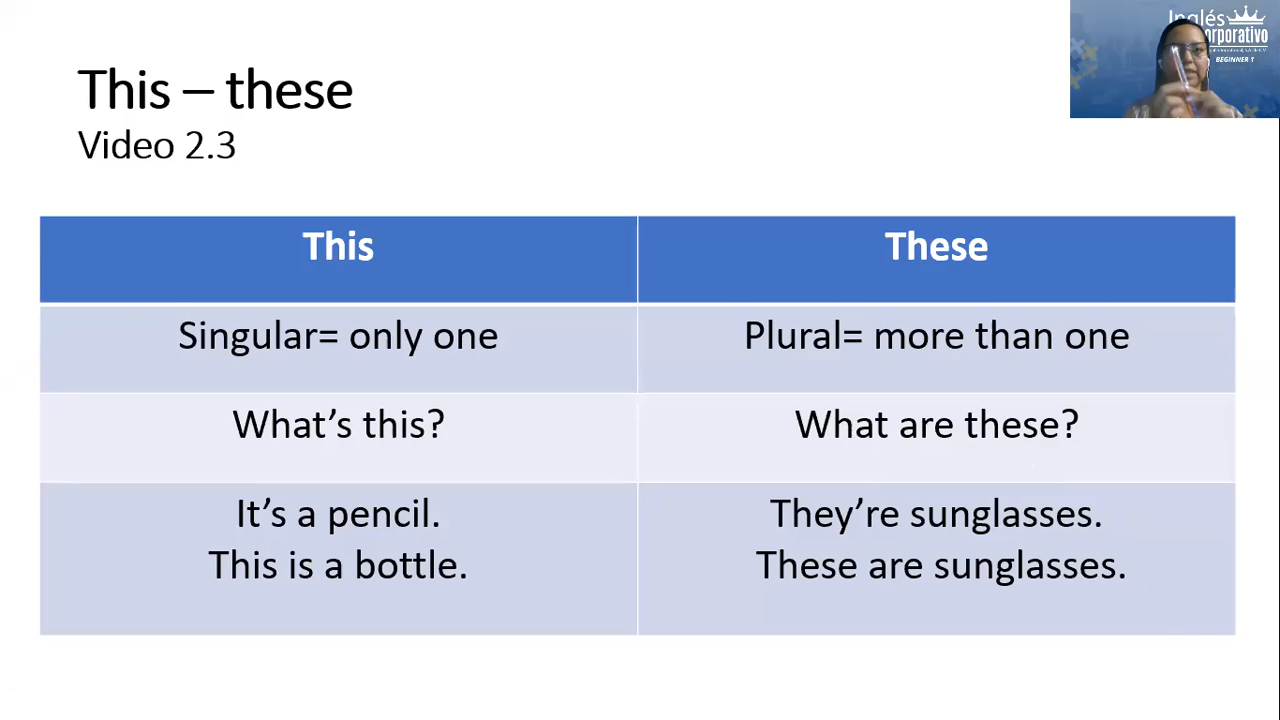 Inglés
orporativo
BEGINNER 1
This – these
Video 2.3
This
These
Singular= only one
Plural= more than one
What's this?
What are these?
It's a pencil.
This is a bottle.
They're sunglasses.
These are sunglasses.